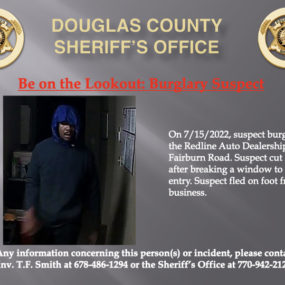 DOUGLAS COUNTY
SHERIFF'S OFFICE
Be on the Lookout: Burglary Suspect
On 7/15/2022, suspect burg
the Redline Auto Dealership
Fairburn Road. Suspect cut
after breaking a window to
entry. Suspect fled on foot fr
business.
Any information concerning this person(s) or incident, please conta
Inv. T.F. Smith at 678-486-1294 or the Sheriff's Office at 770-942-212